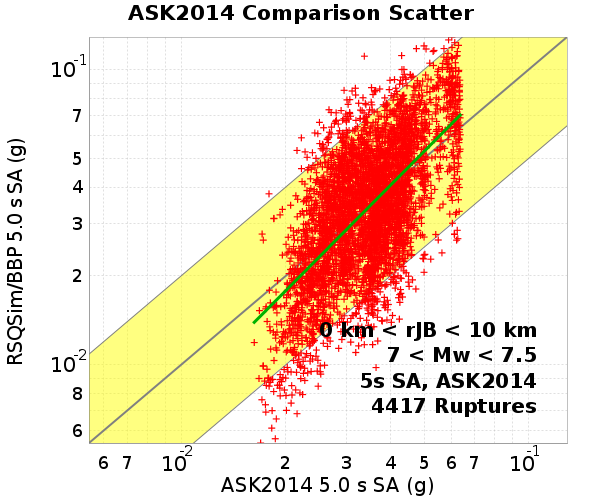 ASK2014 Comparison Scatter
RSQSim/BBP 5.0 s SA (g)
10-1
7
5
4
3
2
10-2
8
6
0 km < rJB < 10 km
7 < Mw < 7.5
5s SA, ASK2014
4417 Ruptures
6 7 10-2 2 3 4 5 6 7 10-1
ASK2014 5.0 s SA (g)